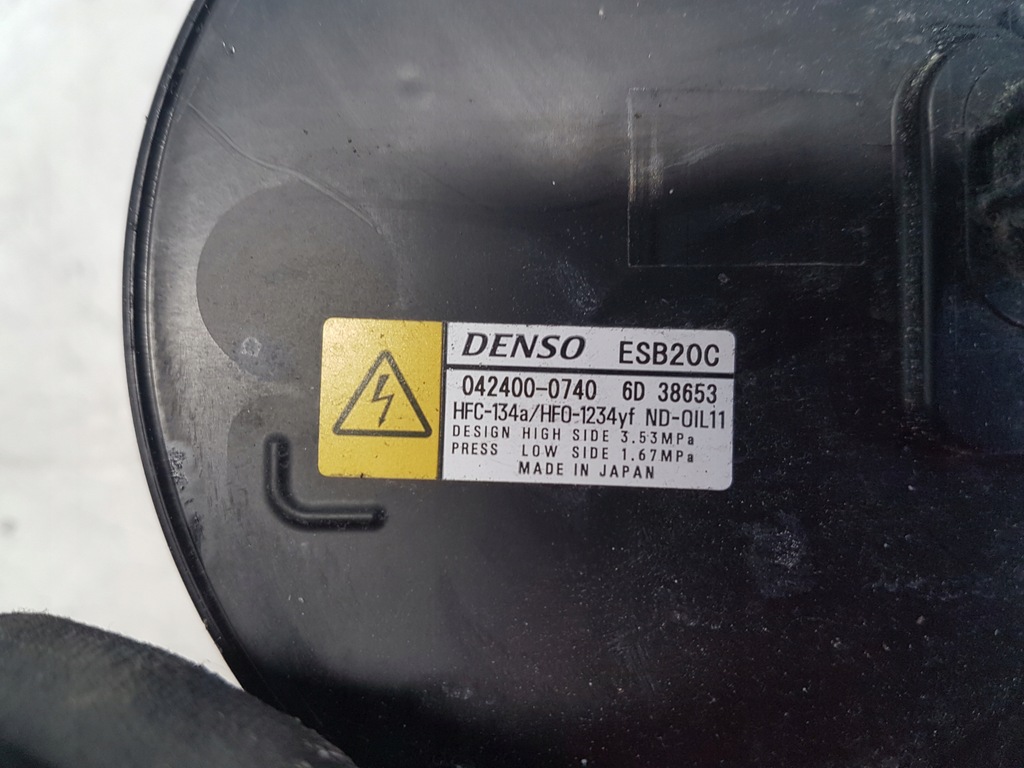 DENSO ESB20C
042400-0740 6D 38653
HFC-134a/HFO-1234yf ND-OIL11
DESIGN HIGH SIDE 3.53MPa
PRESS LOW SIDE 1.67MPa
MADE IN JAPAN